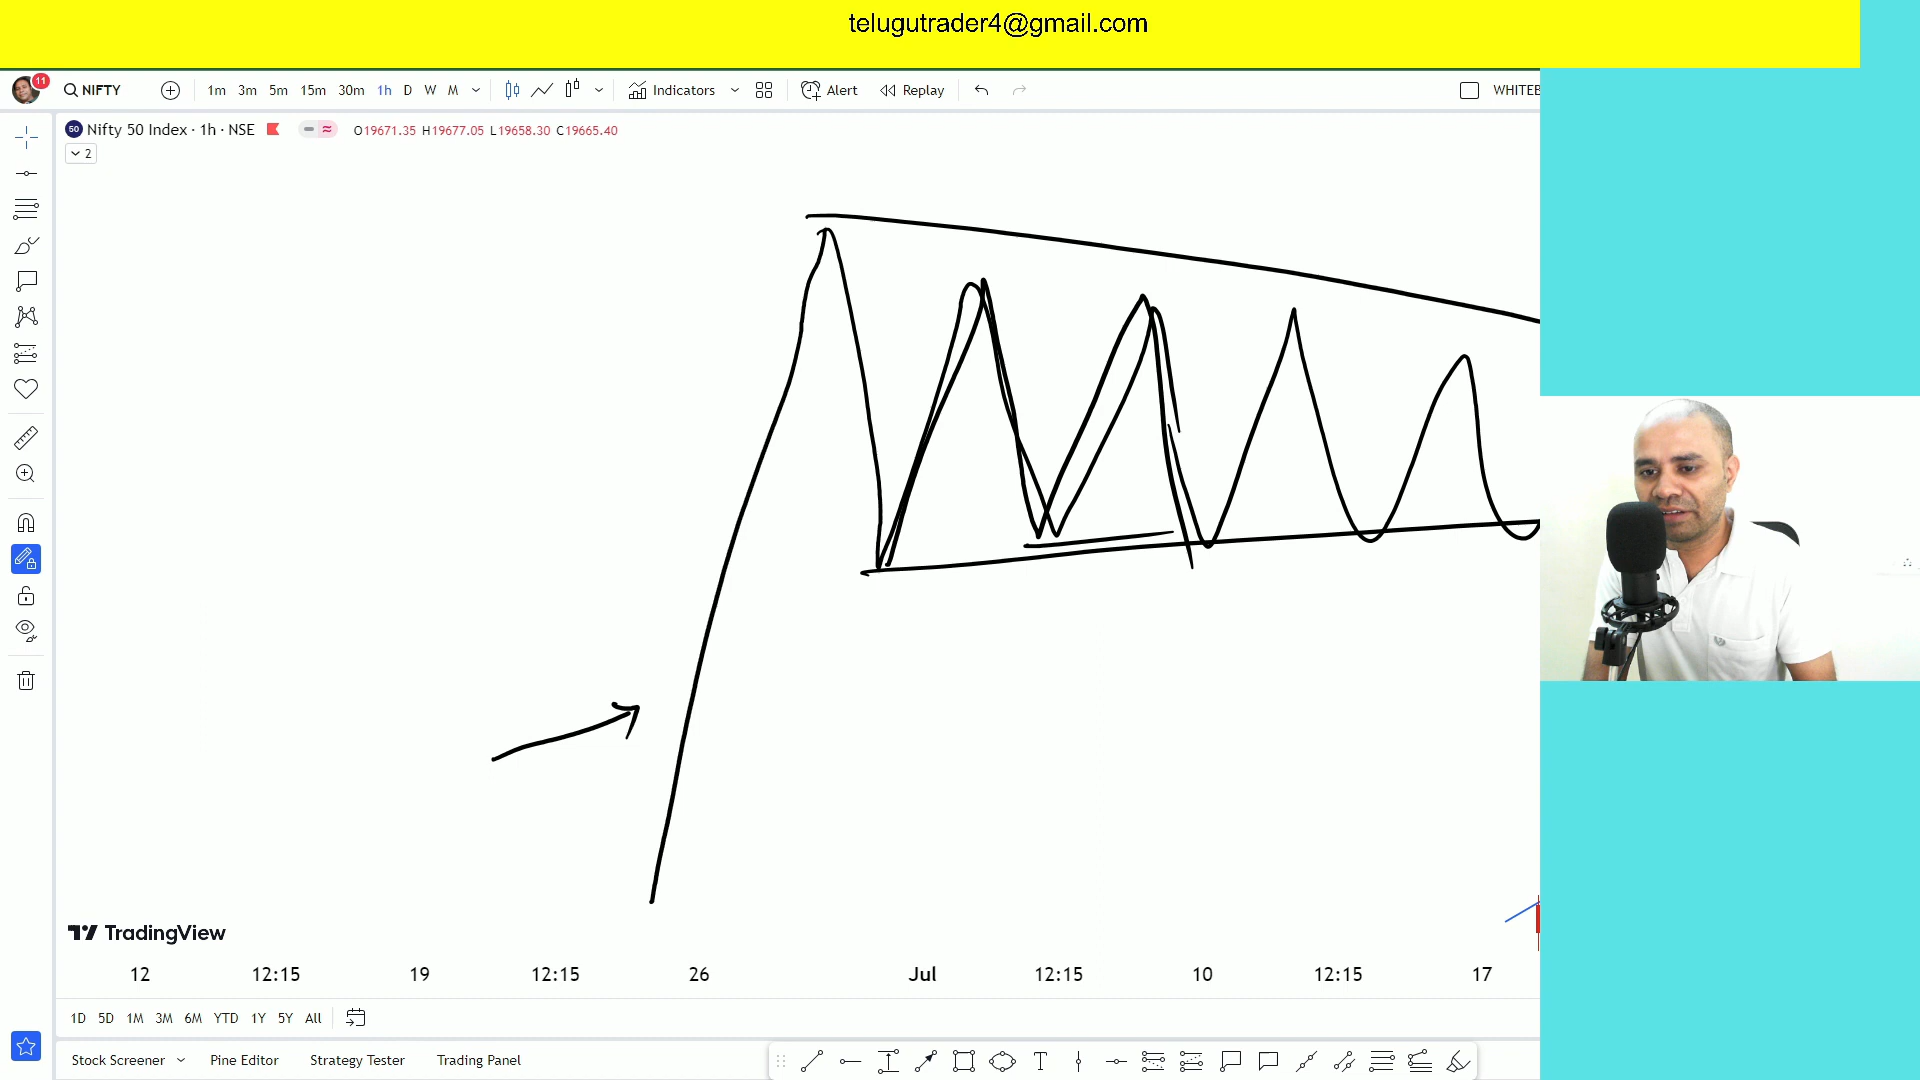 telugutrader4@gmail.com
11 NIFTY 1m 3m 5m 15m 30m 1h D W M Indicators Alert Replay WHITEB
50 Nifty 50 Index · 1h · NSE O19671.35 H19677.05 L19658.30 C19665.40
2
TradingView
12 12:15 19 12:15 26 Jul 12:15 10 12:15 17
1D 5D 1M 3M 6M YTD 1Y 5Y All
Stock Screener Pine Editor Strategy Tester Trading Panel